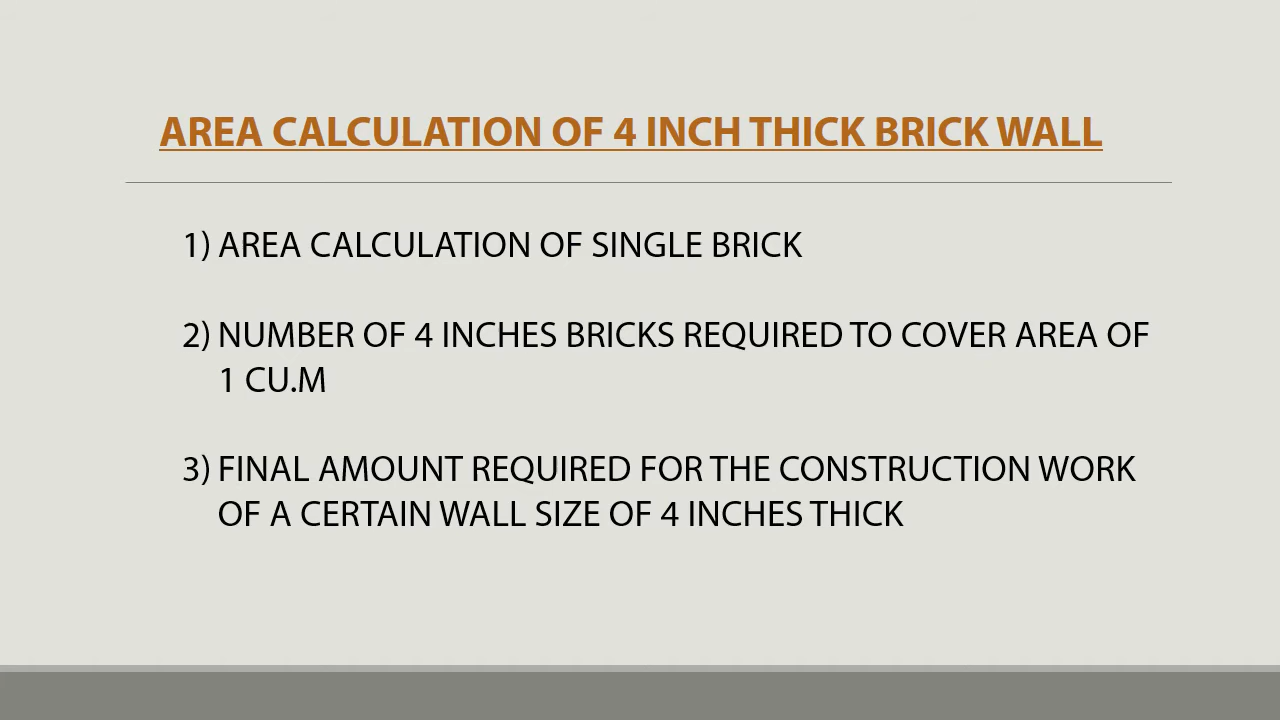 AREA CALCULATION OF 4 INCH THICK BRICK WALL
1) AREA CALCULATION OF SINGLE BRICK
2) NUMBER OF 4 INCHES BRICKS REQUIRED TO COVER AREA OF
1 CU.M
3) FINAL AMOUNT REQUIRED FOR THE CONSTRUCTION WORK
OF A CERTAIN WALL SIZE OF 4 INCHES THICK